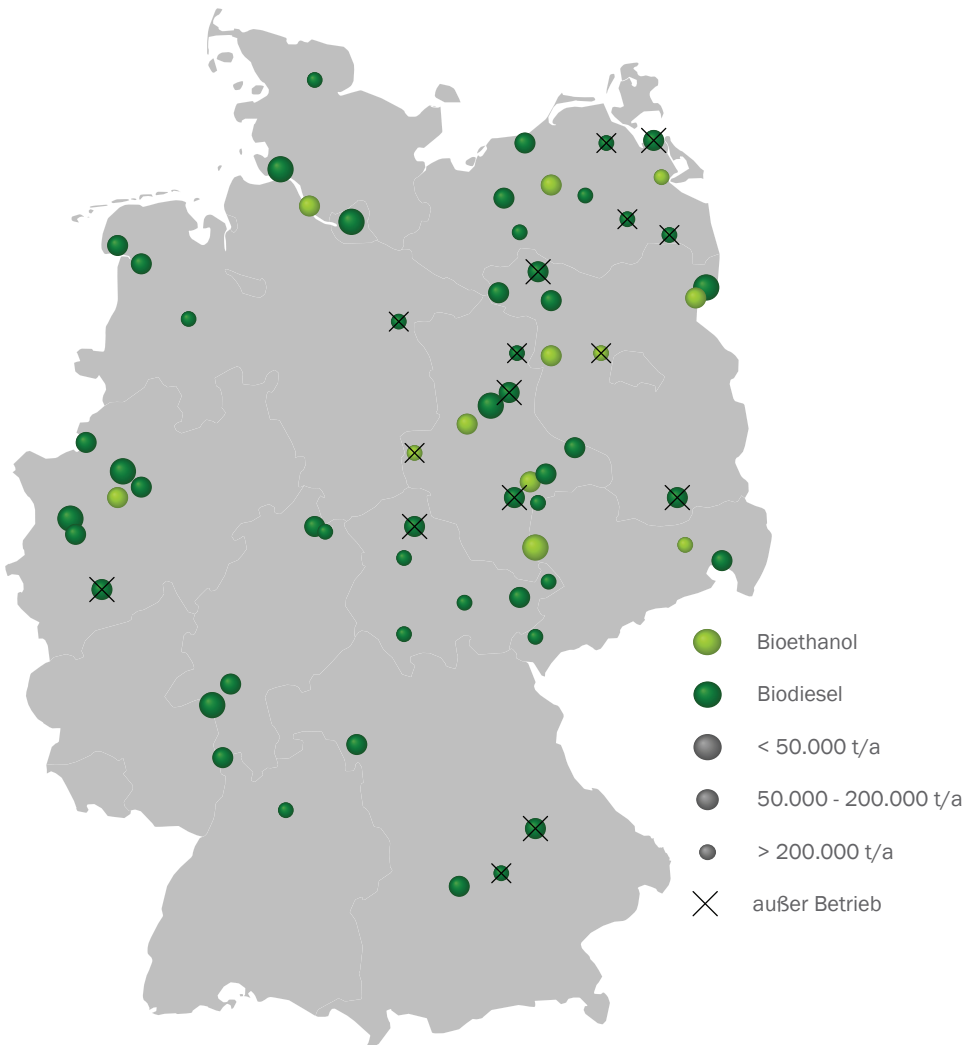 Bioethanol
Biodiesel
< 50.000 t/a
50.000 - 200.000 t/a
> 200.000 t/a
außer Betrieb